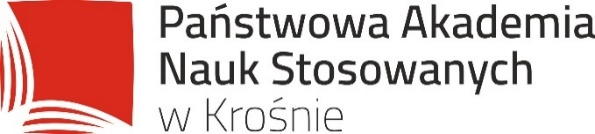 Państwowa Akademia
Nauk Stosowanych
w Krośnie